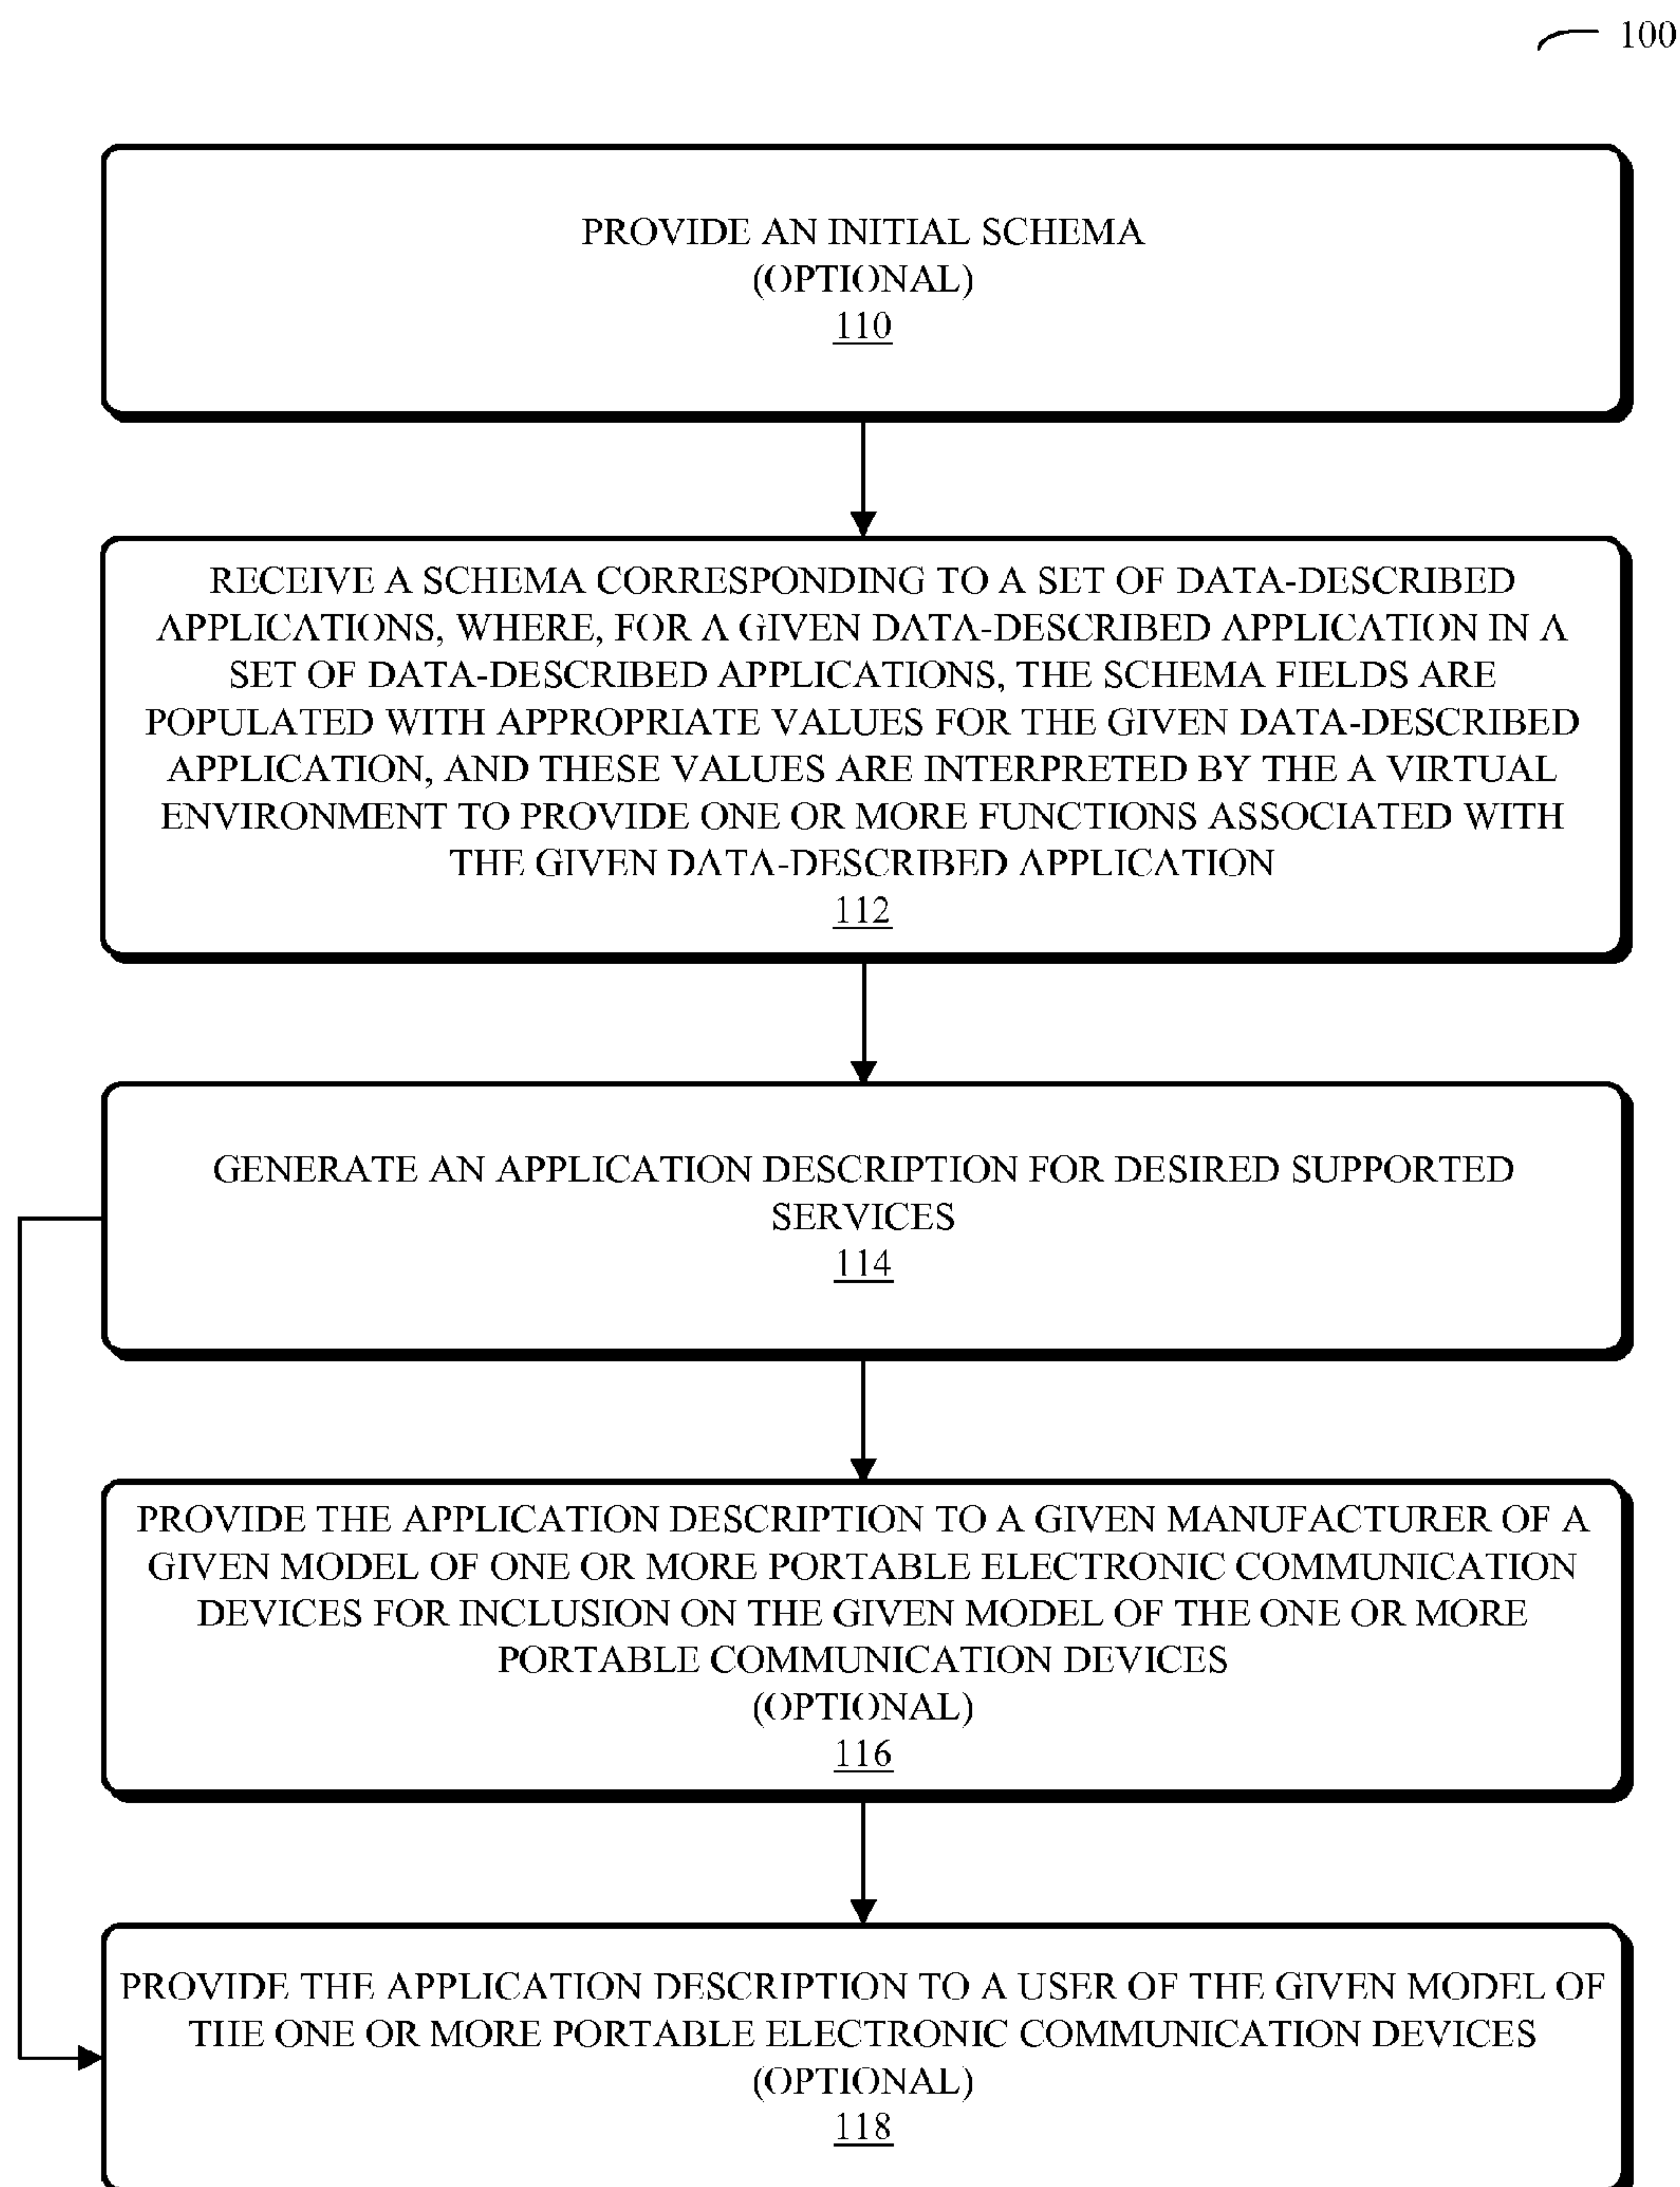 100
PROVIDE AN INITIAL SCHEMA
(OPTIONAL)
110
RECEIVE A SCHEMA CORRESPONDING TO A SET OF DATA-DESCRIBED
APPLICATIONS, WHERE, FOR A GIVEN DATA-DESCRIBED APPLICATION IN A
SET OF DATA-DESCRIBED APPLICATIONS, THE SCHEMA FIELDS ARE
POPULATED WITH APPROPRIATE VALUES FOR THE GIVEN DATA-DESCRIBED
APPLICATION, AND THESE VALUES ARE INTERPRETED BY THE A VIRTUAL
ENVIRONMENT TO PROVIDE ONE OR MORE FUNCTIONS ASSOCIATED WITH
THE GIVEN DATA-DESCRIBED APPLICATION
112
GENERATE AN APPLICATION DESCRIPTION FOR DESIRED SUPPORTED
SERVICES
114
PROVIDE THE APPLICATION DESCRIPTION TO A GIVEN MANUFACTURER OF A
GIVEN MODEL OF ONE OR MORE PORTABLE ELECTRONIC COMMUNICATION
DEVICES FOR INCLUSION ON THE GIVEN MODEL OF THE ONE OR MORE
PORTABLE COMMUNICATION DEVICES
(OPTIONAL)
116
PROVIDE THE APPLICATION DESCRIPTION TO A USER OF THE GIVEN MODEL OF
THE ONE OR MORE PORTABLE ELECTRONIC COMMUNICATION DEVICES
(OPTIONAL)
118